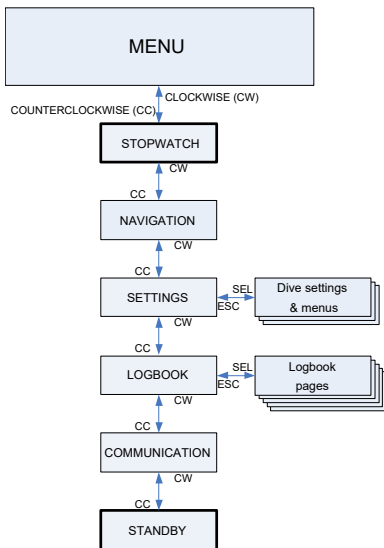 MENU
CLOCKWISE (CW)
COUNTERCLOCKWISE (CC)
STOPWATCH
CW
CC
NAVIGATION
CW
CC
SETTINGS
SEL
ESC
Dive settings
& menus
CW
CC
LOGBOOK
SEL
ESC
Logbook
pages
CW
CC
COMMUNICATION
CW
CC
STANDBY